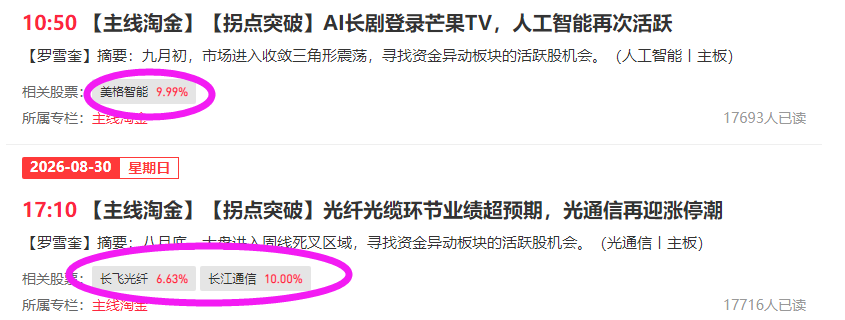 10:50 【主线淘金】【拐点突破】AI长剧登录芒果TV，人工智能再次活跃
【罗雪奎】摘要：九月初，市场进入收敛三角形震荡，寻找资金异动板块的活跃股机会。（人工智能丨主板）
相关股票： 美格智能 9.99%
所属专栏：主线淘金 17693人已读
2026-08-30 星期日
17:10 【主线淘金】【拐点突破】光纤光缆环节业绩超预期，光通信再迎涨停潮
【罗雪奎】摘要：八月底，大盘进入周线死叉区域，寻找资金异动板块的活跃股机会。（光通信丨主板）
相关股票： 长飞光纤 6.63% 长江通信 10.00%
所属专栏：主线淘金 17716人已读